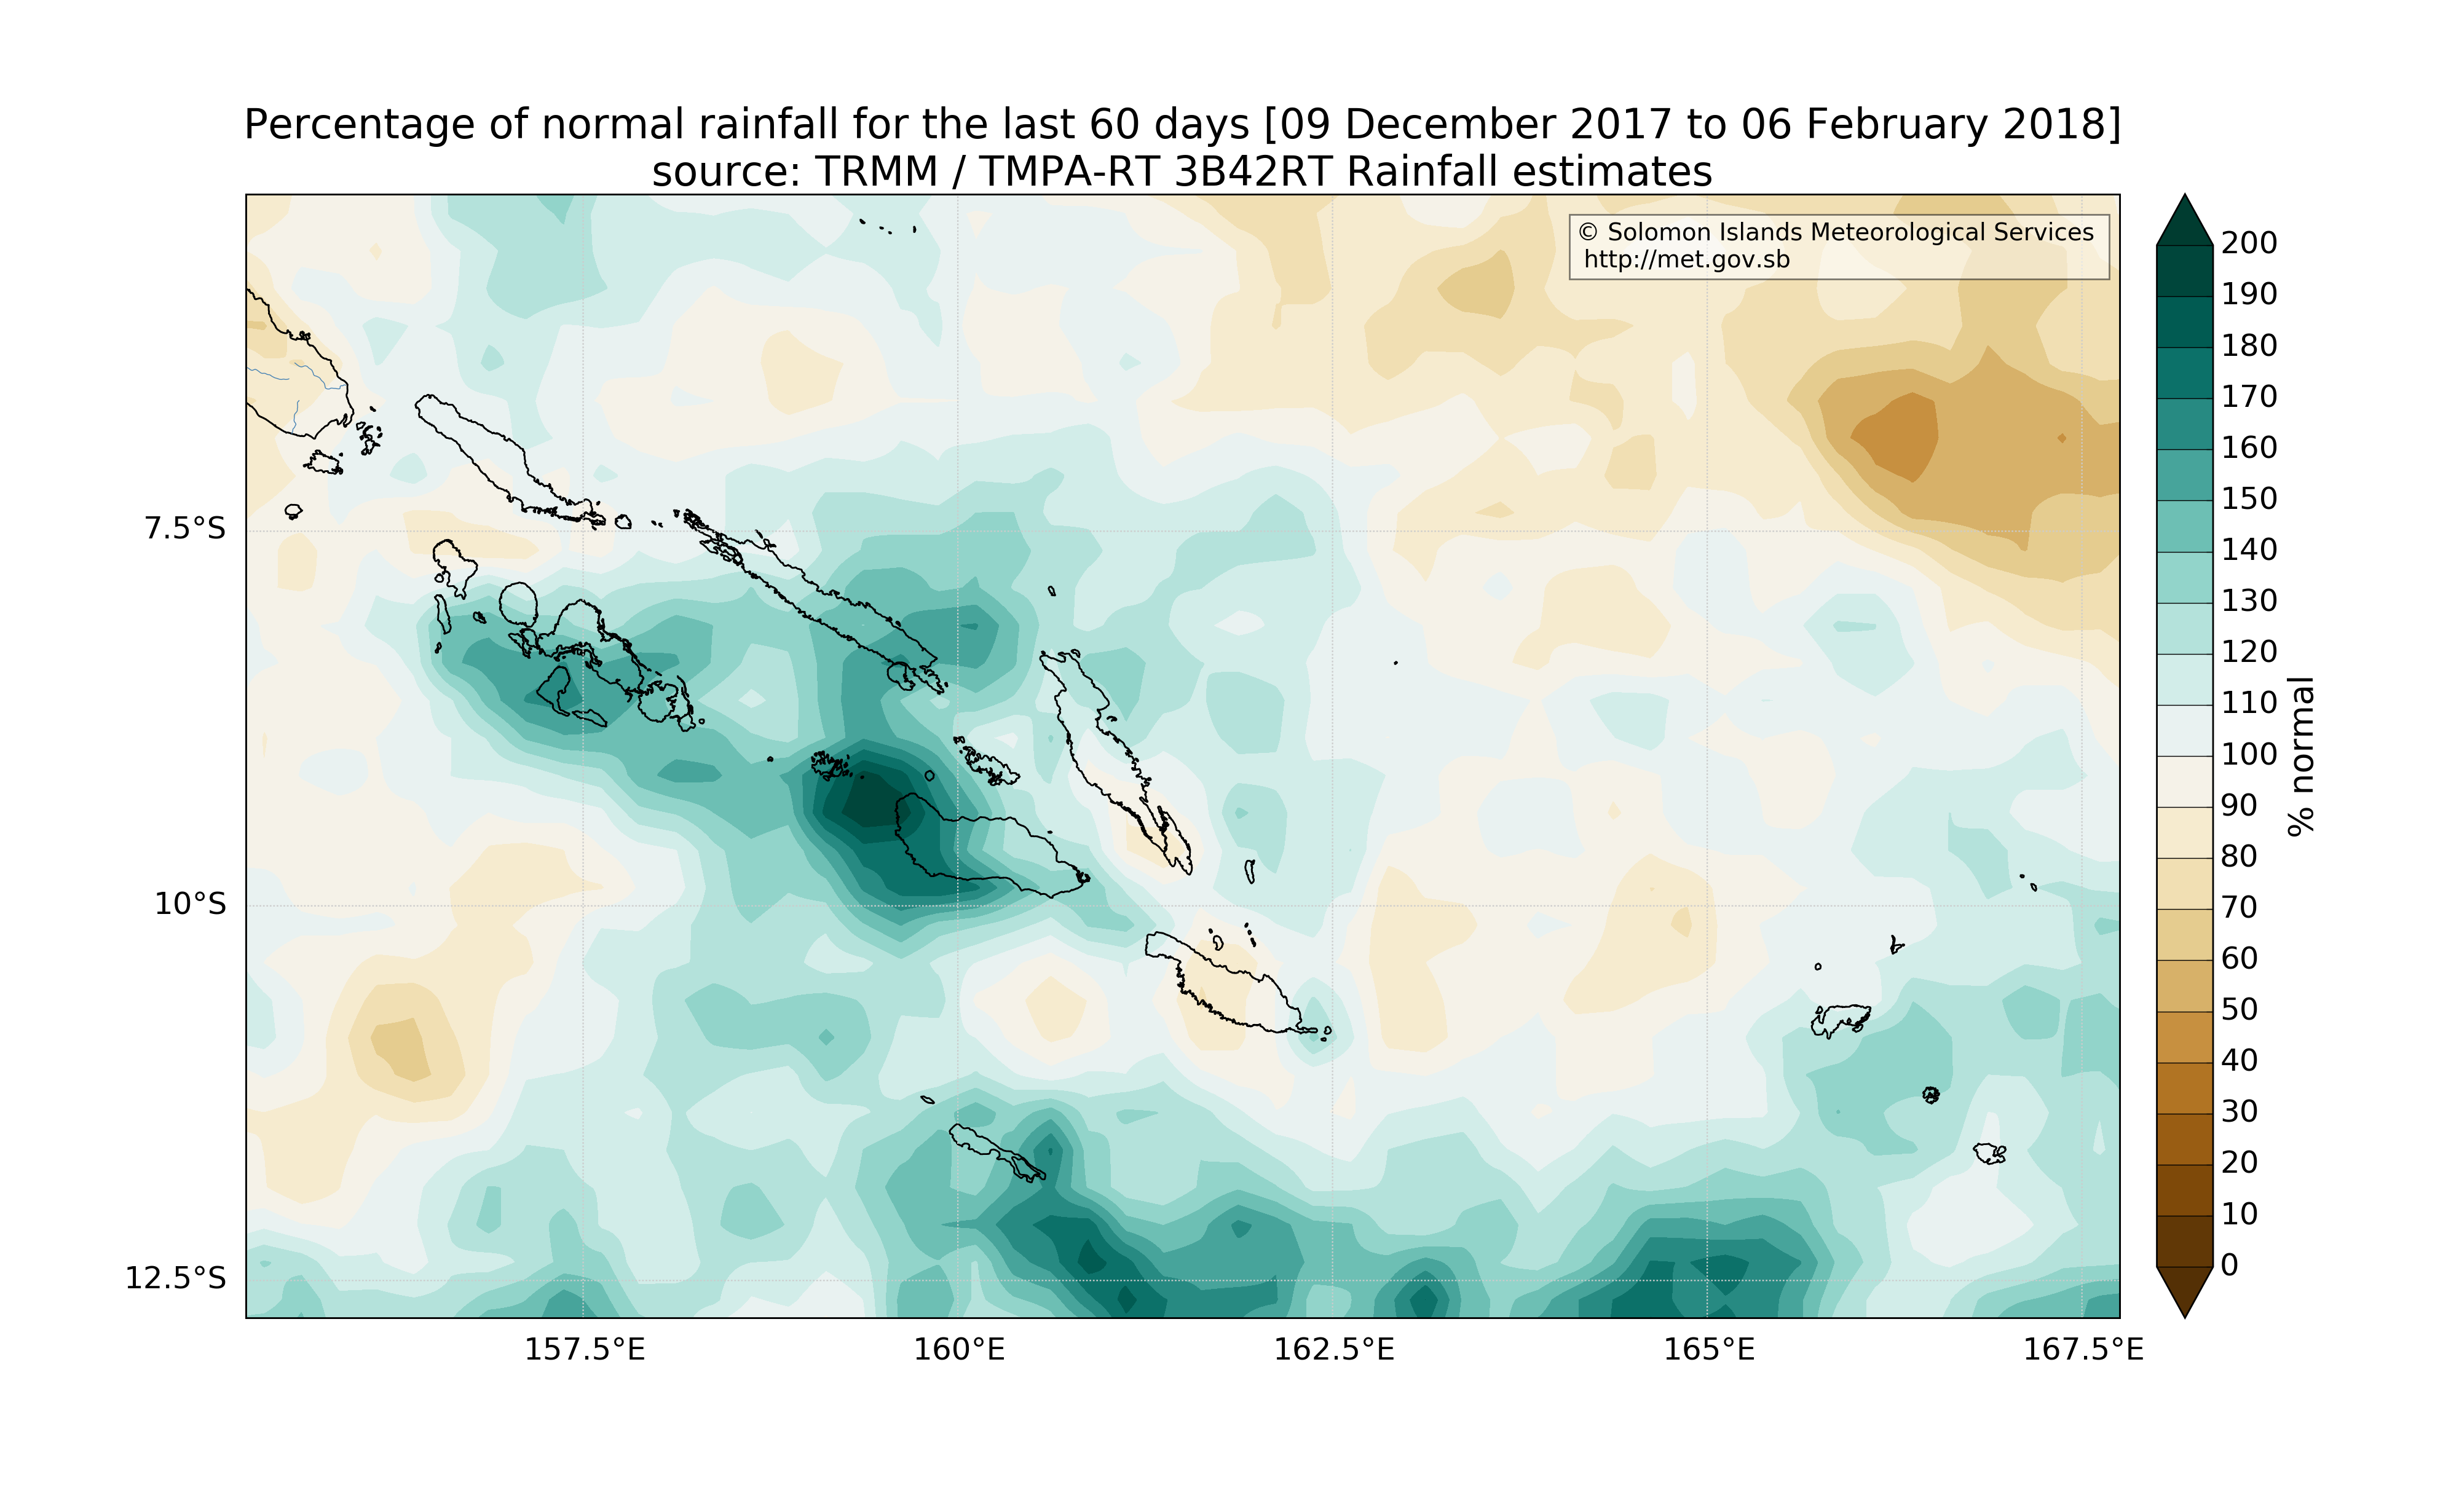 Percentage of normal rainfall for the last 60 days [09 December 2017 to 06 February 2018]
source: TRMM / TMPA-RT 3B42RT Rainfall estimates
© Solomon Islands Meteorological Services
http://met.gov.sb
7.5°S
10°S
12.5°S
157.5°E
160°E
162.5°E
165°E
167.5°E
200
190
180
170
160
150
140
130
120
110
100
90
80
70
60
50
40
30
20
10
0
% normal